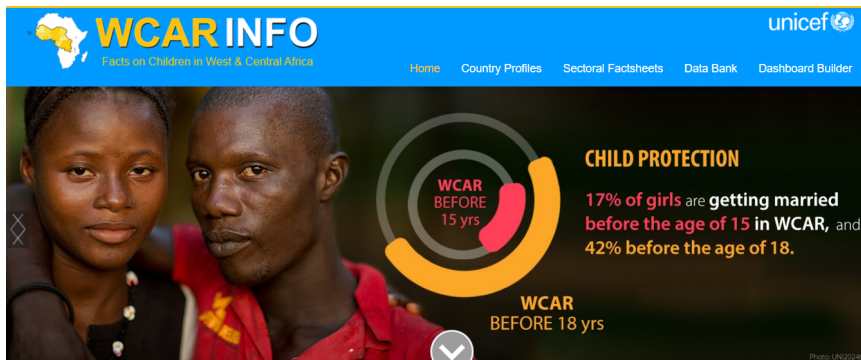 WCAR INFO
unicef
Facts on Children in West & Central Africa
Home Country Profiles Sectoral Factsheets Data Bank Dashboard Builder
CHILD PROTECTION
WCAR
BEFORE
15 yrs
17% of girls are getting married
before the age of 15 in WCAR, and
42% before the age of 18.
WCAR
BEFORE 18 yrs